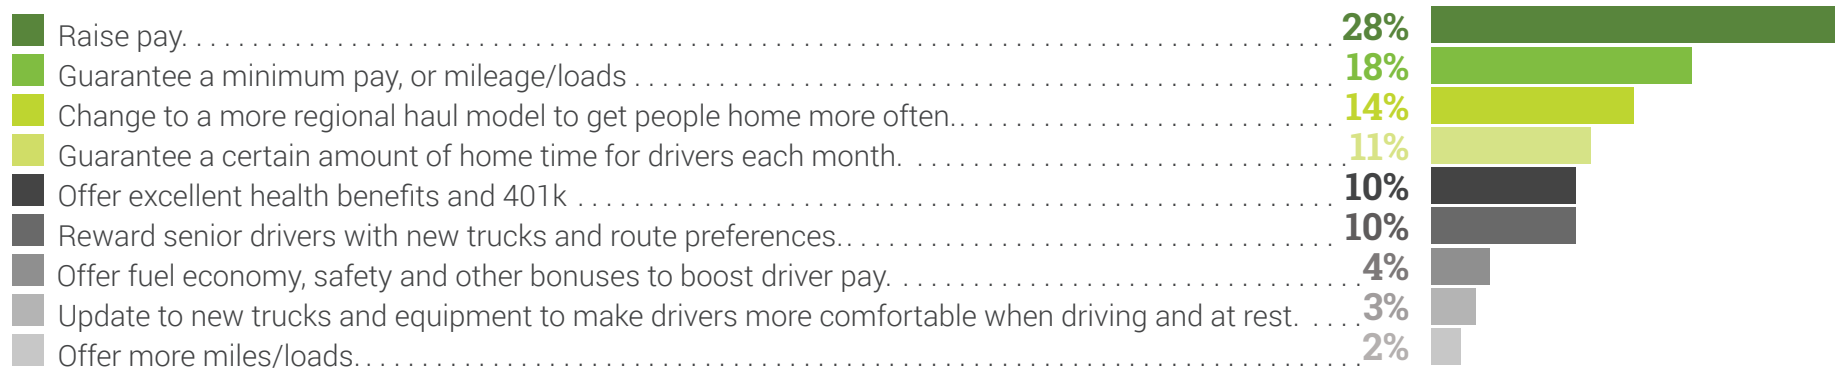 Raise pay. 28%
Guarantee a minimum pay, or mileage/loads 18%
Change to a more regional haul model to get people home more often. 14%
Guarantee a certain amount of home time for drivers each month. 11%
Offer excellent health benefits and 401k 10%
Reward senior drivers with new trucks and route preferences. 10%
Offer fuel economy, safety and other bonuses to boost driver pay. 4%
Update to new trucks and equipment to make drivers more comfortable when driving and at rest. 3%
Offer more miles/loads. 2%